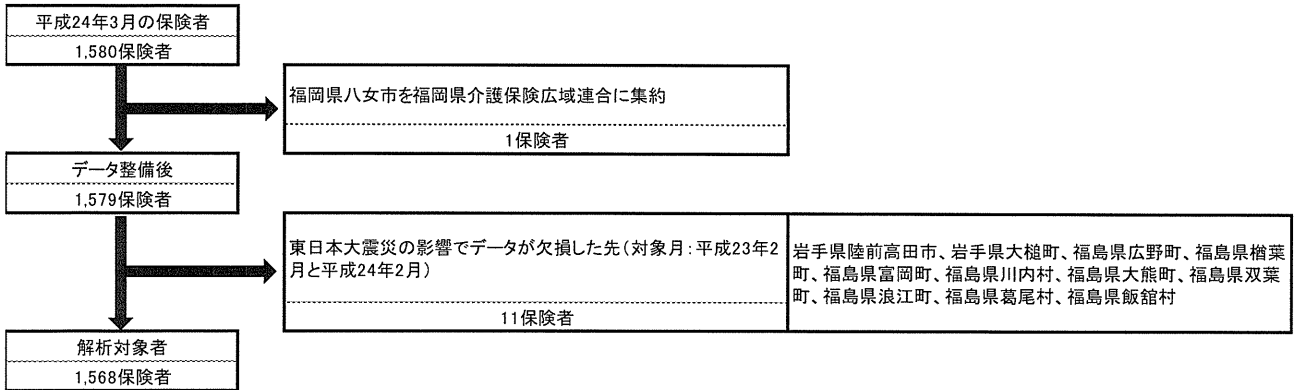 平成24年3月の保険者
1,580保険者
福岡県八女市を福岡県介護保険広域連合に集約
1保険者
データ整備後
1,579保険者
東日本大震災の影響でデータが欠損した先(対象月:平成23年2
月と平成24年2月)
11保険者
岩手県陸前高田市、岩手県大槌町、福島県広野町、福島県楢葉
町、福島県富岡町、福島県川内村、福島県大熊町、福島県双葉
町、福島県浪江町、福島県葛尾村、福島県飯舘村
解析対象者
1,568保険者